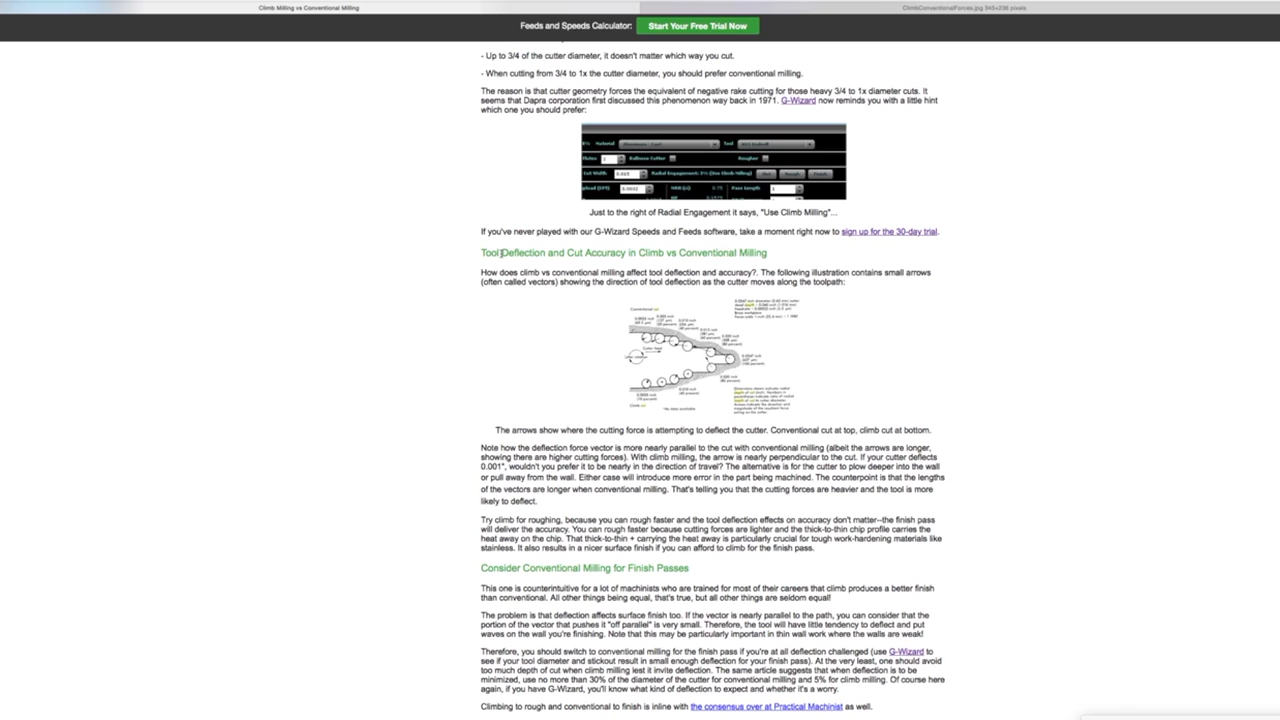 Climb Milling vs Conventional Milling
ClimbConventionalForces.jpg 545×236 pixels
Feeds and Speeds Calculator: Start Your Free Trial Now
- Up to 3/4 of the cutter diameter, it doesn't matter which way you cut.
- When cutting from 3/4 to 1x the cutter diameter, you should prefer conventional milling.
The reason is that cutter geometry forces the equivalent of negative rake cutting for those heavy 3/4 to 1x diameter cuts. It
seems that Dapra corporation first discussed this phenomenon way back in 1971. G-Wizard now reminds you with a little hint
which one you should prefer:
Material Tool
Ballnose Cutter Rougher
Cut Width Radial Engagement:
Just to the right of Radial Engagement it says, "Use Climb Milling"...
If you've never played with our G-Wizard Speeds and Feeds software, take a moment right now to sign up for the 30-day trial.
Tool Deflection and Cut Accuracy in Climb vs Conventional Milling
How does climb vs conventional milling affect tool deflection and accuracy?. The following illustration contains small arrows
(often called vectors) showing the direction of tool deflection as the cutter moves along the toolpath:
Conventional cut
Climb cut
The arrows show where the cutting force is attempting to deflect the cutter. Conventional cut at top, climb cut at bottom.
Note how the deflection force vector is more nearly parallel to the cut with conventional milling (albeit the arrows are longer,
showing there are higher cutting forces). With climb milling, the arrow is nearly perpendicular to the cut. If your cutter deflects
0.001", wouldn't you prefer it to be nearly in the direction of travel? The alternative is for the cutter to plow deeper into the wall
or pull away from the wall. Either case will introduce more error in the part being machined. The counterpoint is that the lengths
of the vectors are longer when conventional milling. That's telling you that the cutting forces are heavier and the tool is more
likely to deflect.
Try climb for roughing, because you can rough faster and the tool deflection effects on accuracy don't matter--the finish pass
will deliver the accuracy. You can rough faster because cutting forces are lighter and the thick-to-thin chip profile carries the
heat away on the chip. That thick-to-thin + carrying the heat away is particularly crucial for tough work-hardening materials like
stainless. It also results in a nicer surface finish if you can afford to climb for the finish pass.
Consider Conventional Milling for Finish Passes
This one is counterintuitive for a lot of machinists who are trained for most of their careers that climb produces a better finish
than conventional. All other things being equal, that's true, but all other things are seldom equal!
The problem is that deflection affects surface finish too. If the vector is nearly parallel to the path, you can consider that the
portion of the vector that pushes it "off parallel" is very small. Therefore, the tool will have little tendency to deflect and put
waves on the wall you're finishing. Note that this may be particularly important in thin wall work where the walls are weak!
Therefore, you should switch to conventional milling for the finish pass if you're at all deflection challenged (use G-Wizard to
see if your tool diameter and stickout result in small enough deflection for your finish pass). At the very least, one should avoid
too much depth of cut when climb milling lest it invite deflection. The same article suggests that when deflection is to be
minimized, use no more than 30% of the diameter of the cutter for conventional milling and 5% for climb milling. Of course here
again, if you have G-Wizard, you'll know what kind of deflection to expect and whether it's a worry.
Climbing to rough and conventional to finish is inline with the consensus over at Practical Machinist as well.